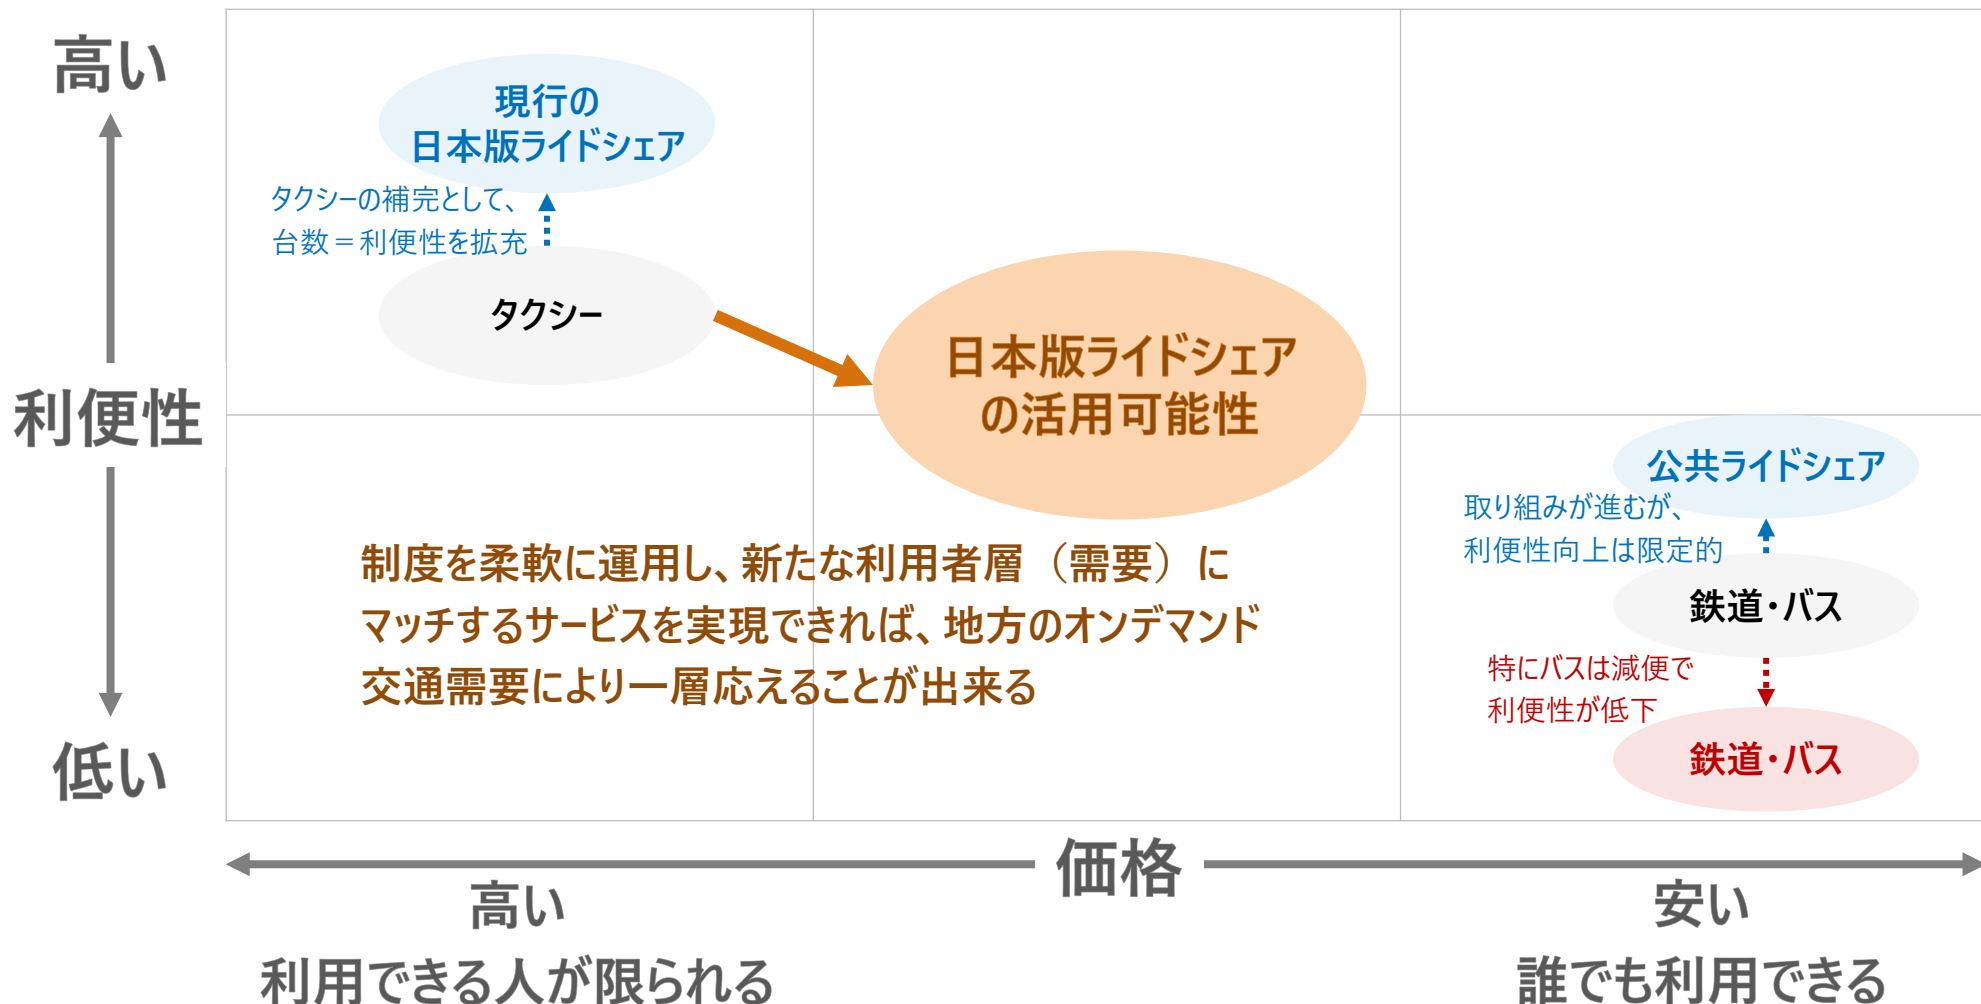 高い
利便性
低い
現行の
日本版ライドシェア
タクシーの補完として、
台数＝利便性を拡充
タクシー
日本版ライドシェア
の活用可能性
制度を柔軟に運用し、新たな利用者層（需要）に
マッチするサービスを実現できれば、地方のオンデマンド
交通需要により一層応えることが出来る
公共ライドシェア
取り組みが進むが、
利便性向上は限定的
鉄道・バス
特にバスは減便で
利便性が低下
鉄道・バス
価格
高い
利用できる人が限られる
安い
誰でも利用できる